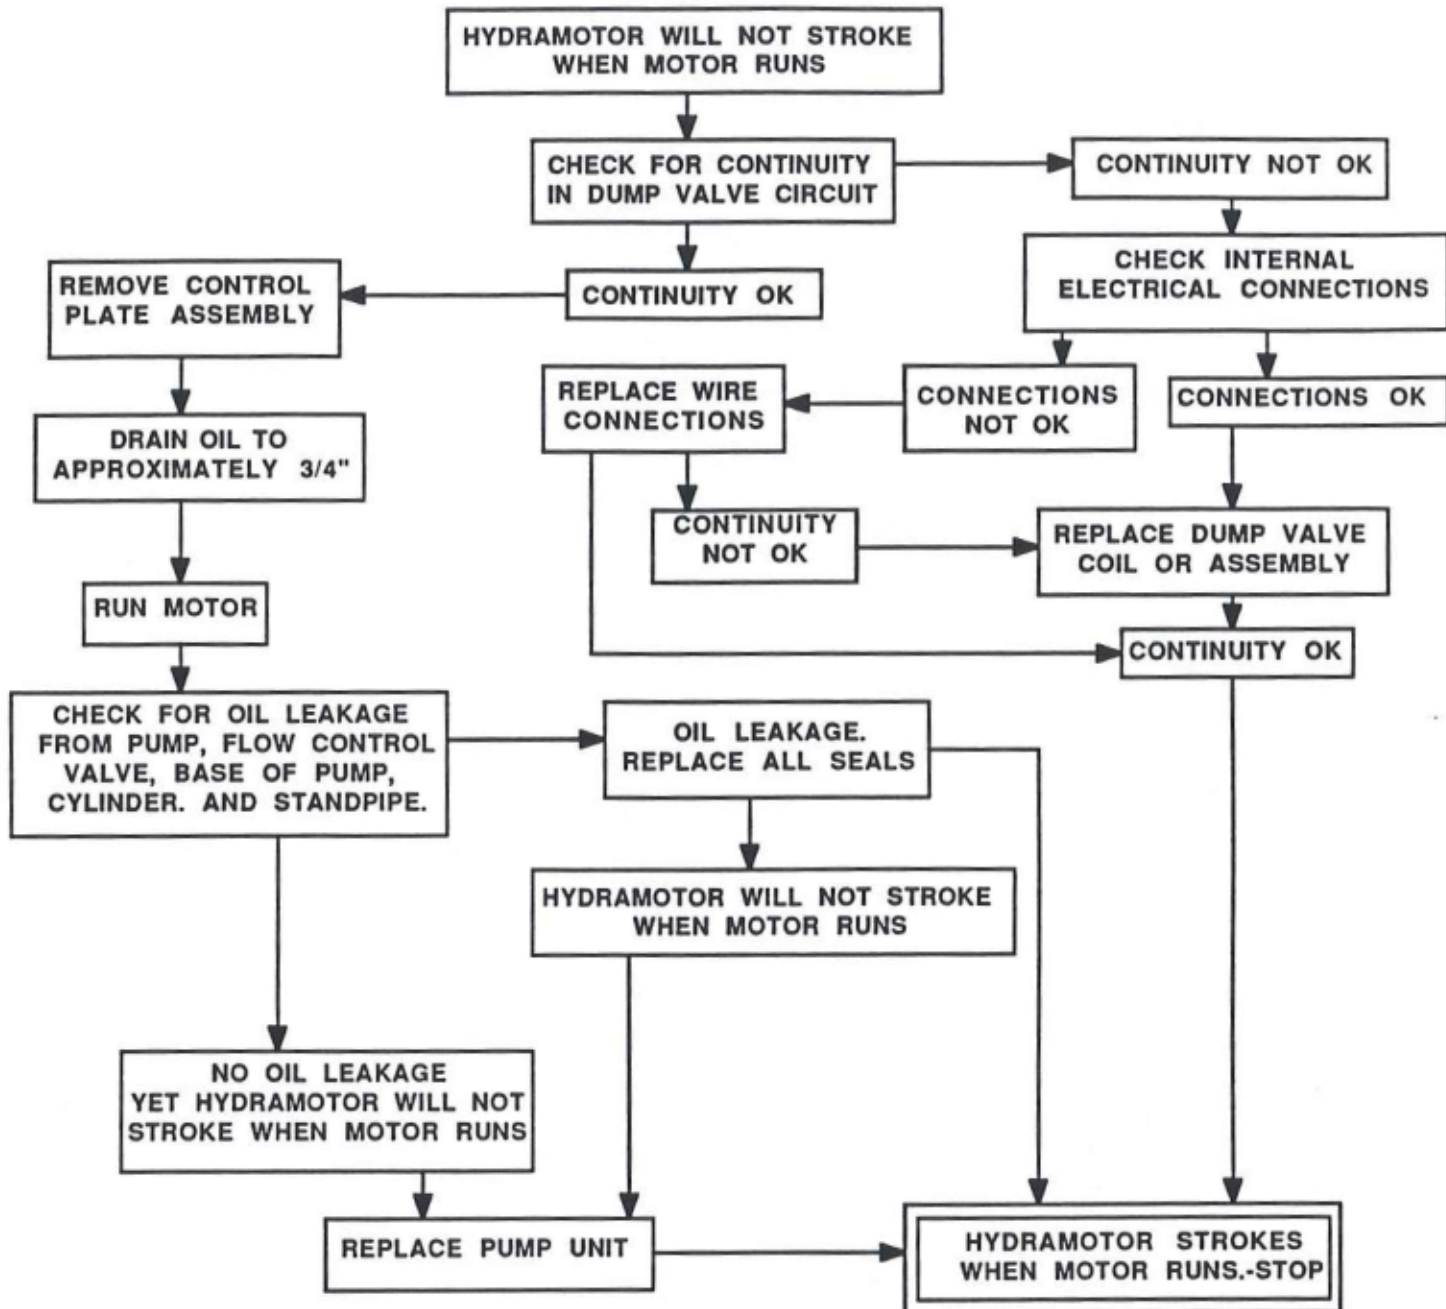 HYDRAMOTOR WILL NOT STROKE
WHEN MOTOR RUNS
CHECK FOR CONTINUITY
IN DUMP VALVE CIRCUIT
CONTINUITY NOT OK
CHECK INTERNAL
ELECTRICAL CONNECTIONS
REMOVE CONTROL
PLATE ASSEMBLY
CONTINUITY OK
REPLACE WIRE
CONNECTIONS
CONNECTIONS
NOT OK
CONNECTIONS OK
DRAIN OIL TO
APPROXIMATELY 3/4"
CONTINUITY
NOT OK
REPLACE DUMP VALVE
COIL OR ASSEMBLY
RUN MOTOR
CONTINUITY OK
CHECK FOR OIL LEAKAGE
FROM PUMP, FLOW CONTROL
VALVE, BASE OF PUMP,
CYLINDER. AND STANDPIPE.
OIL LEAKAGE.
REPLACE ALL SEALS
HYDRAMOTOR WILL NOT STROKE
WHEN MOTOR RUNS
NO OIL LEAKAGE
YET HYDRAMOTOR WILL NOT
STROKE WHEN MOTOR RUNS
REPLACE PUMP UNIT
HYDRAMOTOR STROKES
WHEN MOTOR RUNS.-STOP